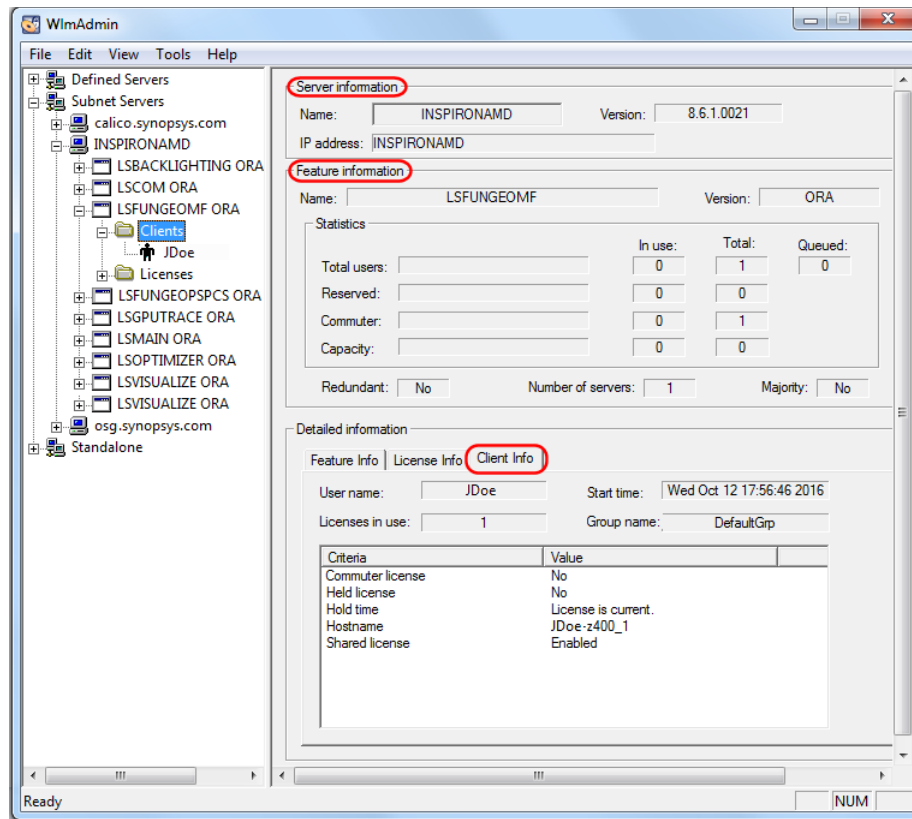 WlmAdmin
File Edit View Tools Help
Defined Servers
Subnet Servers
calico.synopsys.com
INSPIRONAMD
LSBACKLIGHTING ORA
LSCOM ORA
LSFUNGEOMF ORA
Clients
JDoe
Licenses
LSFUNGEOPSPCS ORA
LSGPUTRACE ORA
LSMAIN ORA
LSOPTIMIZER ORA
LSVISUALIZE ORA
LSVISUALIZE ORA
osg.synopsys.com
Standalone
Server information
Name: INSPIRONAMD Version: 8.6.1.0021
IP address: INSPIRONAMD
Feature information
Name: LSFUNGEOMF Version: ORA
Statistics
In use: Total: Queued:
Total users: 0 1 0
Reserved: 0 0
Commuter: 0 1
Capacity: 0 0
Redundant: No Number of servers: 1 Majority: No
Detailed information
Feature Info License Info Client Info
User name: JDoe Start time: Wed Oct 12 17:56:46 2016
Licenses in use: 1 Group name: DefaultGrp
Criteria Value
Commuter license No
Held license No
Hold time License is current.
Hostname JDoe-z400_1
Shared license Enabled
Ready NUM